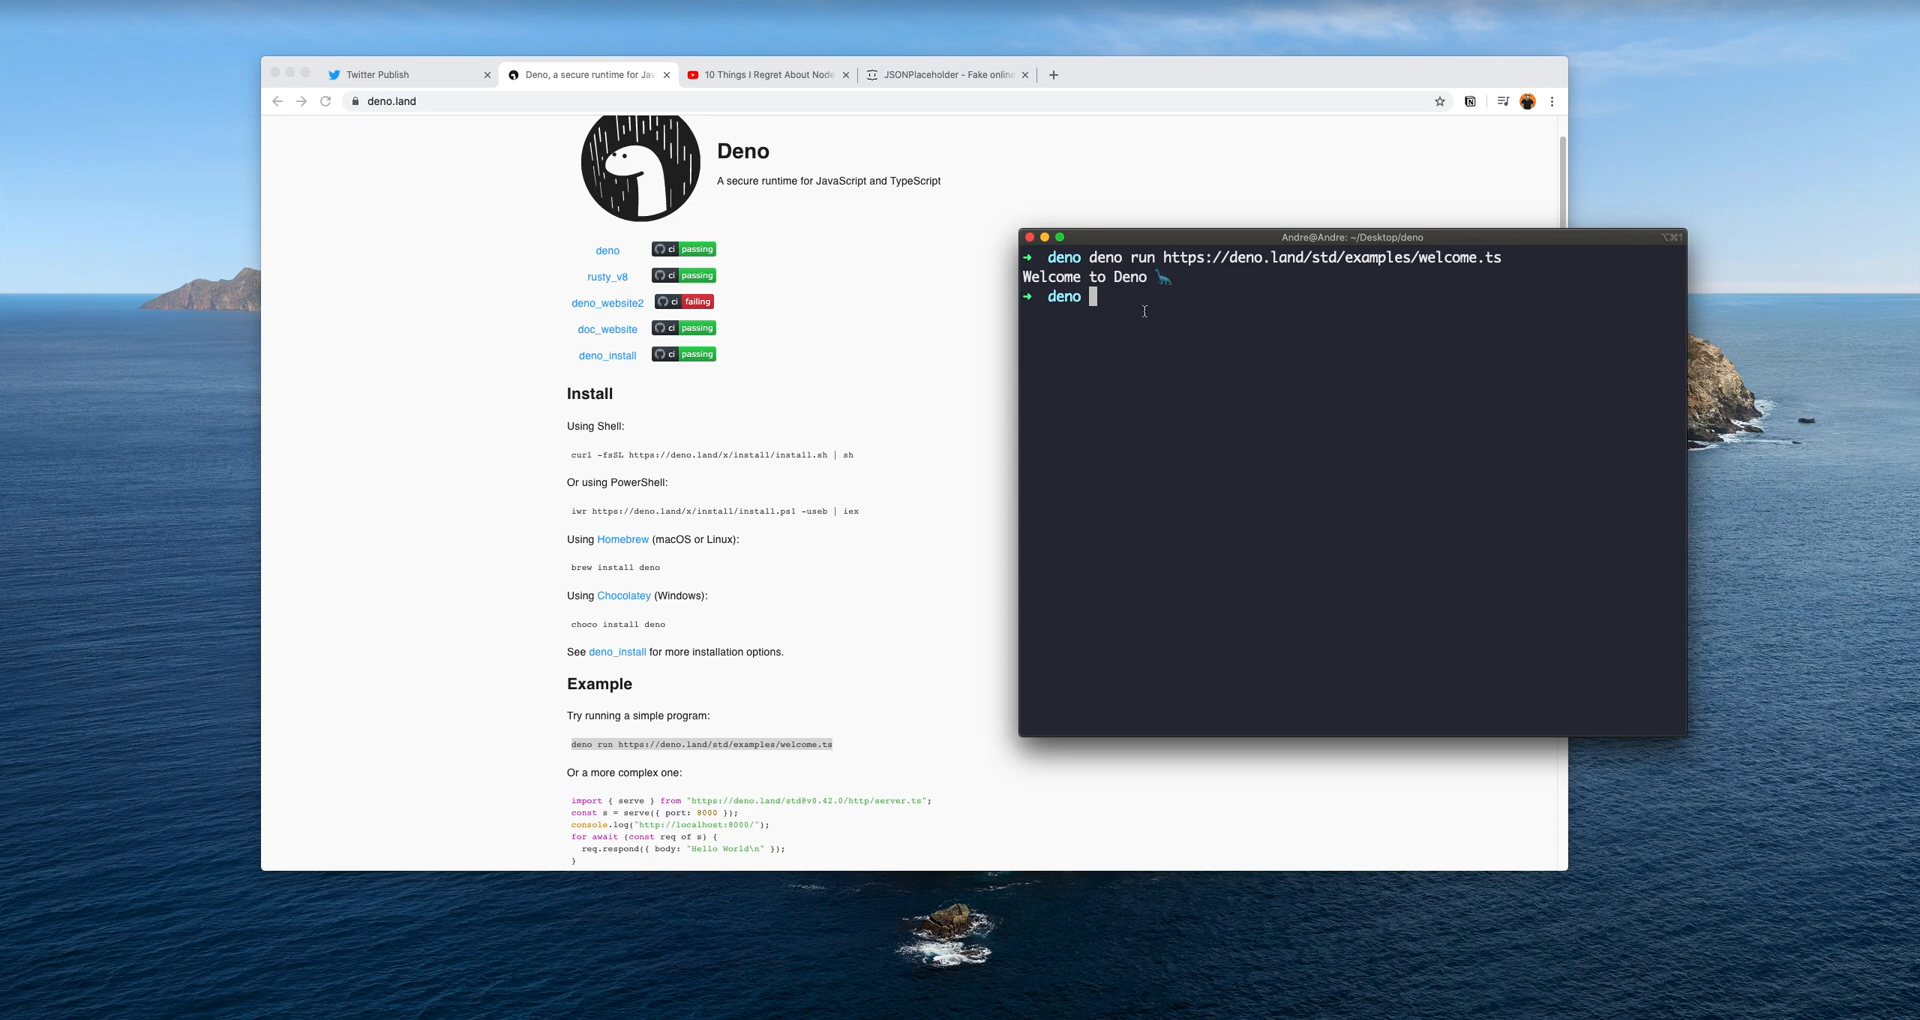 Twitter Publish
Deno, a secure runtime for Jav
10 Things I Regret About Node
JSONPlaceholder - Fake online
deno.land
Deno
A secure runtime for JavaScript and TypeScript
deno ci passing
rusty_v8 ci passing
deno_website2 ci failing
doc_website ci passing
deno_install ci passing
Install
Using Shell:
curl -fsSL https://deno.land/x/install/install.sh | sh
Or using PowerShell:
iwr https://deno.land/x/install/install.ps1 -useb | iex
Using Homebrew (macOS or Linux):
brew install deno
Using Chocolatey (Windows):
choco install deno
See deno_install for more installation options.
Example
Try running a simple program:
deno run https://deno.land/std/examples/welcome.ts
Or a more complex one:
import { serve } from "https://deno.land/std@v0.42.0/http/server.ts";
const s = serve({ port: 8000 });
console.log("http://localhost:8000/");
for await (const req of s) {
req.respond({ body: "Hello World\n" });
}
Andre@Andre: ~/Desktop/deno
⌥⌘1
➜ deno deno run https://deno.land/std/examples/welcome.ts
Welcome to Deno 🦕
➜ deno